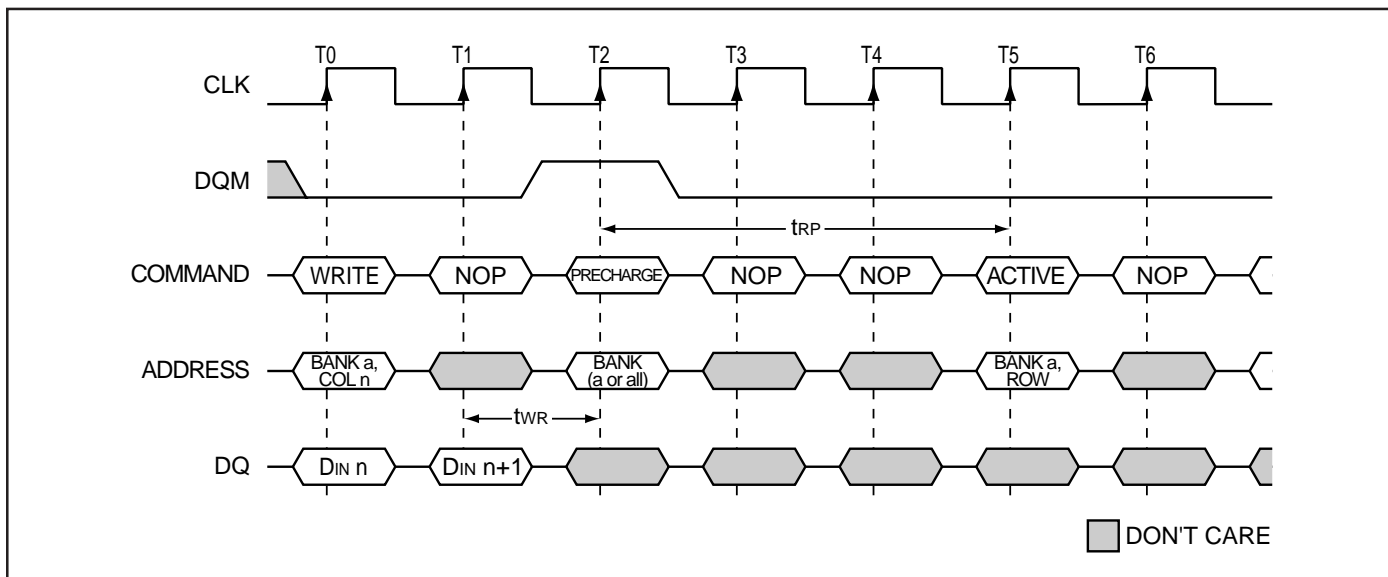 T0 T1 T2 T3 T4 T5 T6
CLK
DQM
tRP
COMMAND WRITE NOP PRECHARGE NOP NOP ACTIVE NOP
ADDRESS BANK a, COL n BANK (a or all) BANK a, ROW
tWR
DQ DIN n DIN n+1
DON'T CARE